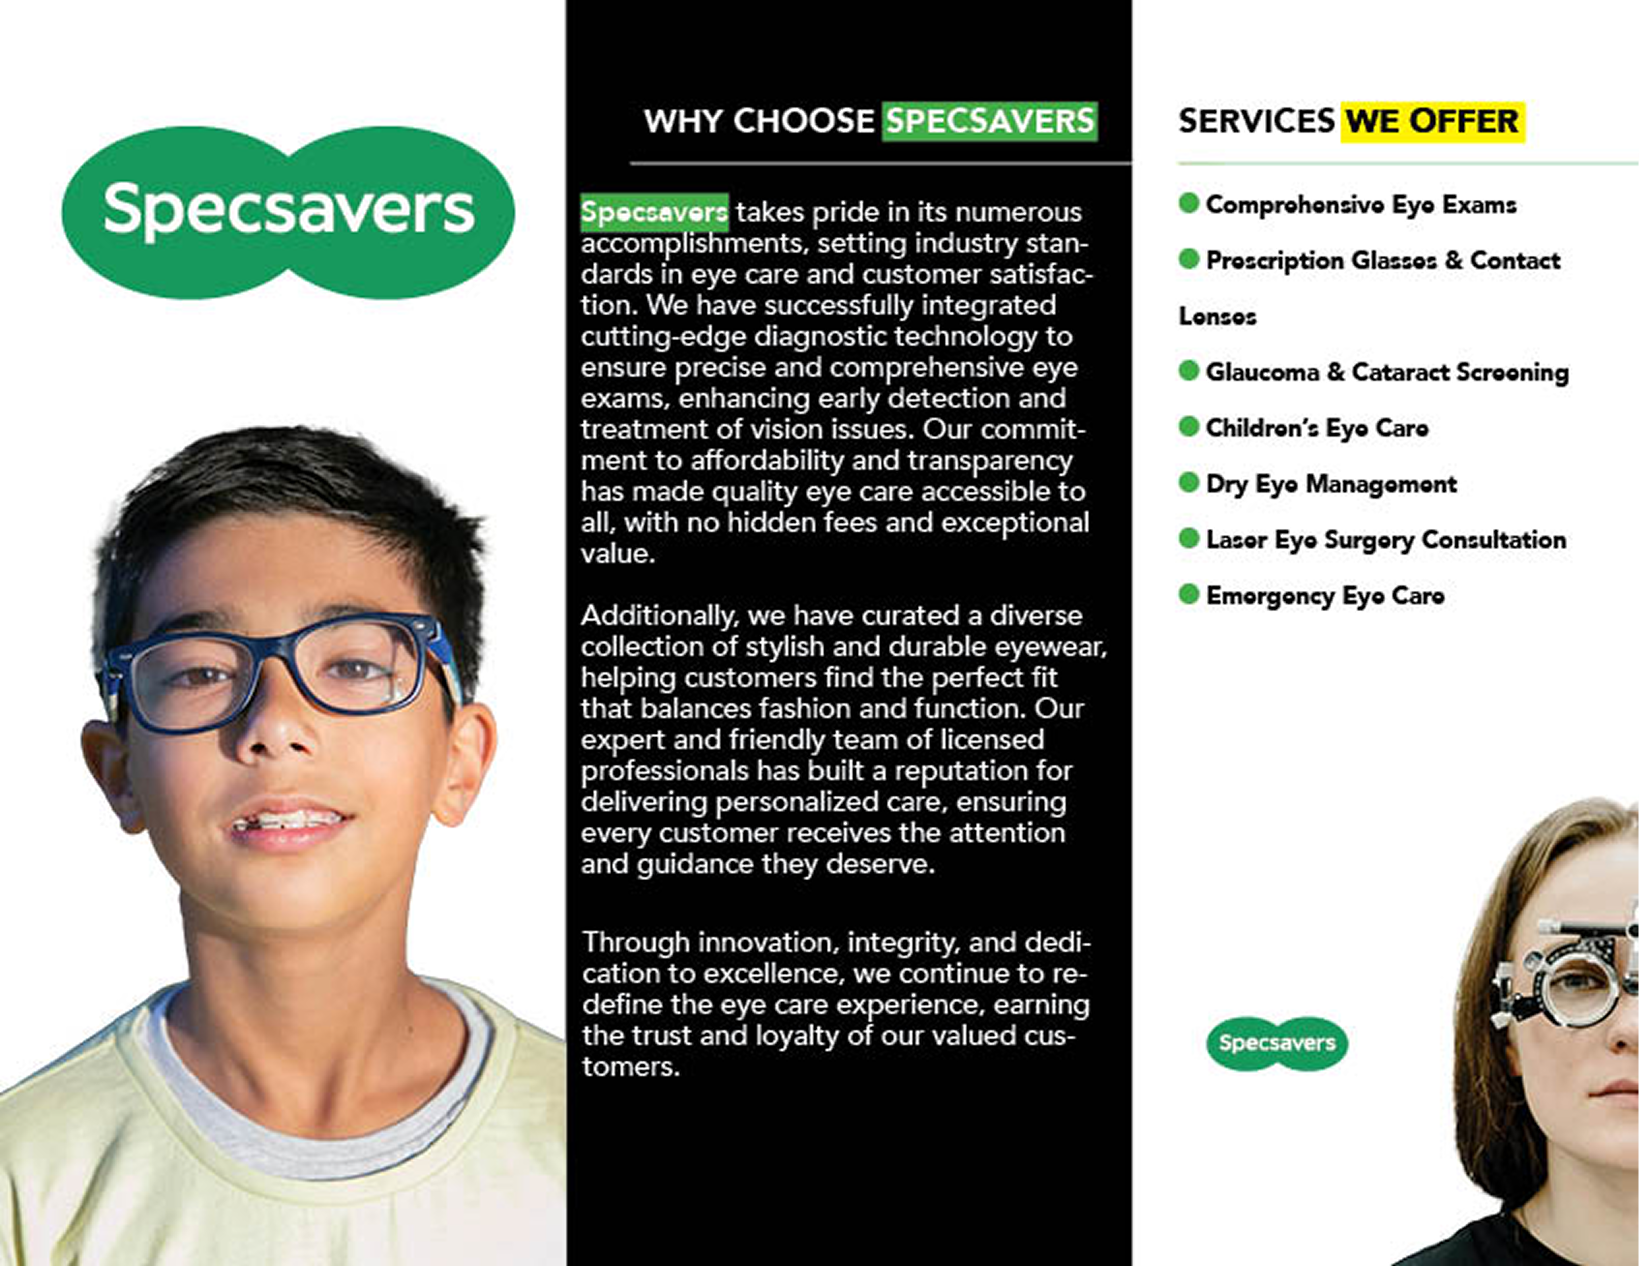 Specsavers
WHY CHOOSE SPECSAVERS
Specsavers takes pride in its numerous
accomplishments, setting industry stan-
dards in eye care and customer satisfac-
tion. We have successfully integrated
cutting-edge diagnostic technology to
ensure precise and comprehensive eye
exams, enhancing early detection and
treatment of vision issues. Our commit-
ment to affordability and transparency
has made quality eye care accessible to
all, with no hidden fees and exceptional
value.
Additionally, we have curated a diverse
collection of stylish and durable eyewear,
helping customers find the perfect fit
that balances fashion and function. Our
expert and friendly team of licensed
professionals has built a reputation for
delivering personalized care, ensuring
every customer receives the attention
and guidance they deserve.
Through innovation, integrity, and dedi-
cation to excellence, we continue to re-
define the eye care experience, earning
the trust and loyalty of our valued cus-
tomers.
SERVICES WE OFFER
Comprehensive Eye Exams
Prescription Glasses & Contact
Lenses
Glaucoma & Cataract Screening
Children's Eye Care
Dry Eye Management
Laser Eye Surgery Consultation
Emergency Eye Care
Specsavers